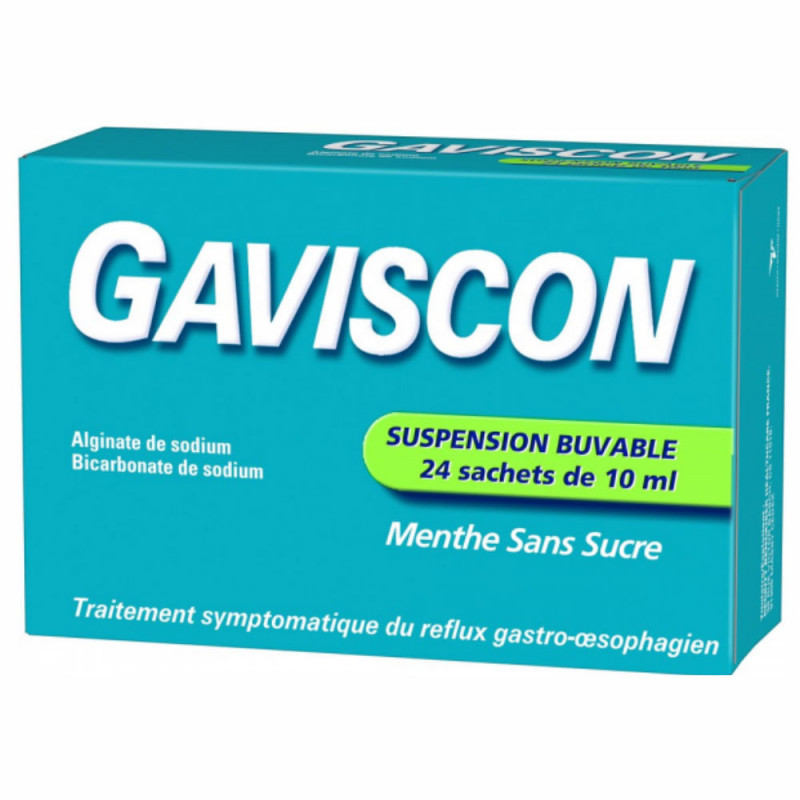 GAVISCON
GAVISCON
Alginate de sodium
Bicarbonate de sodium
SUSPENSION BUVABLE
24 sachets de 10 ml
Menthe Sans Sucre
Traitement symptomatique du reflux gastro-œsophagien